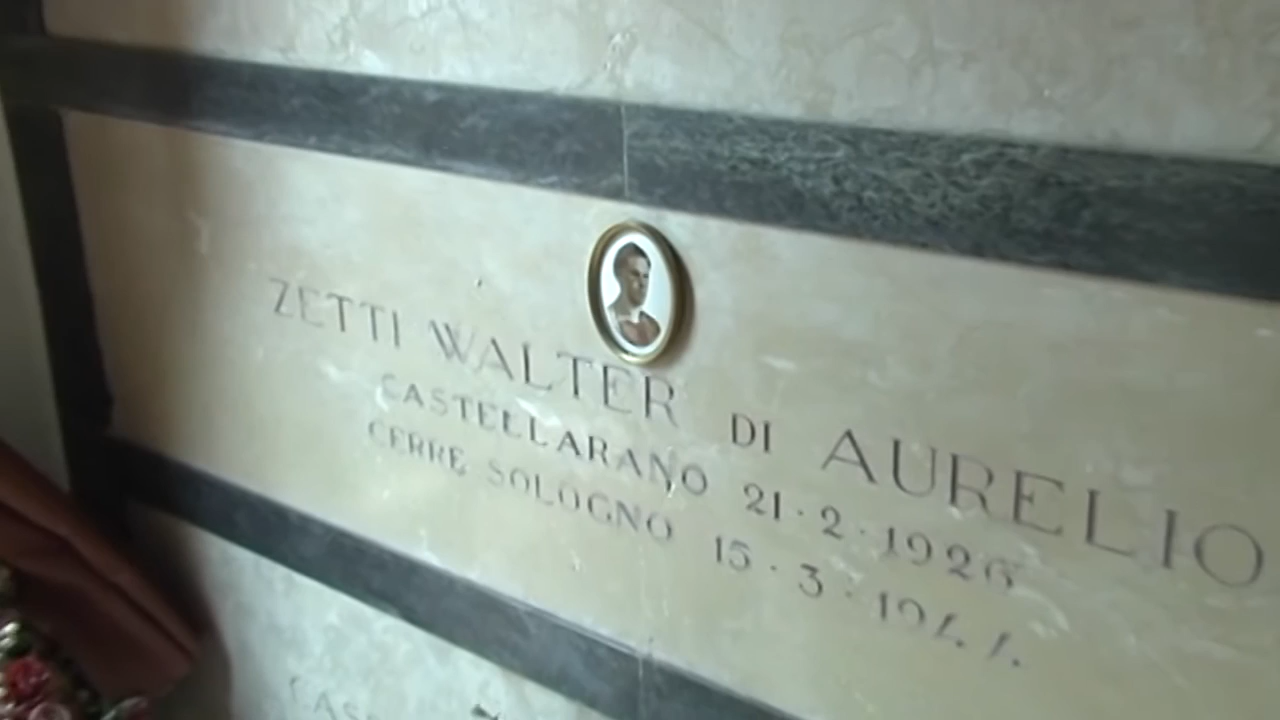 ZETTI WALTER DI AURELIO
CASTELLARANO 21·2·1926
CERRE SOLOGNO 15·3·1944